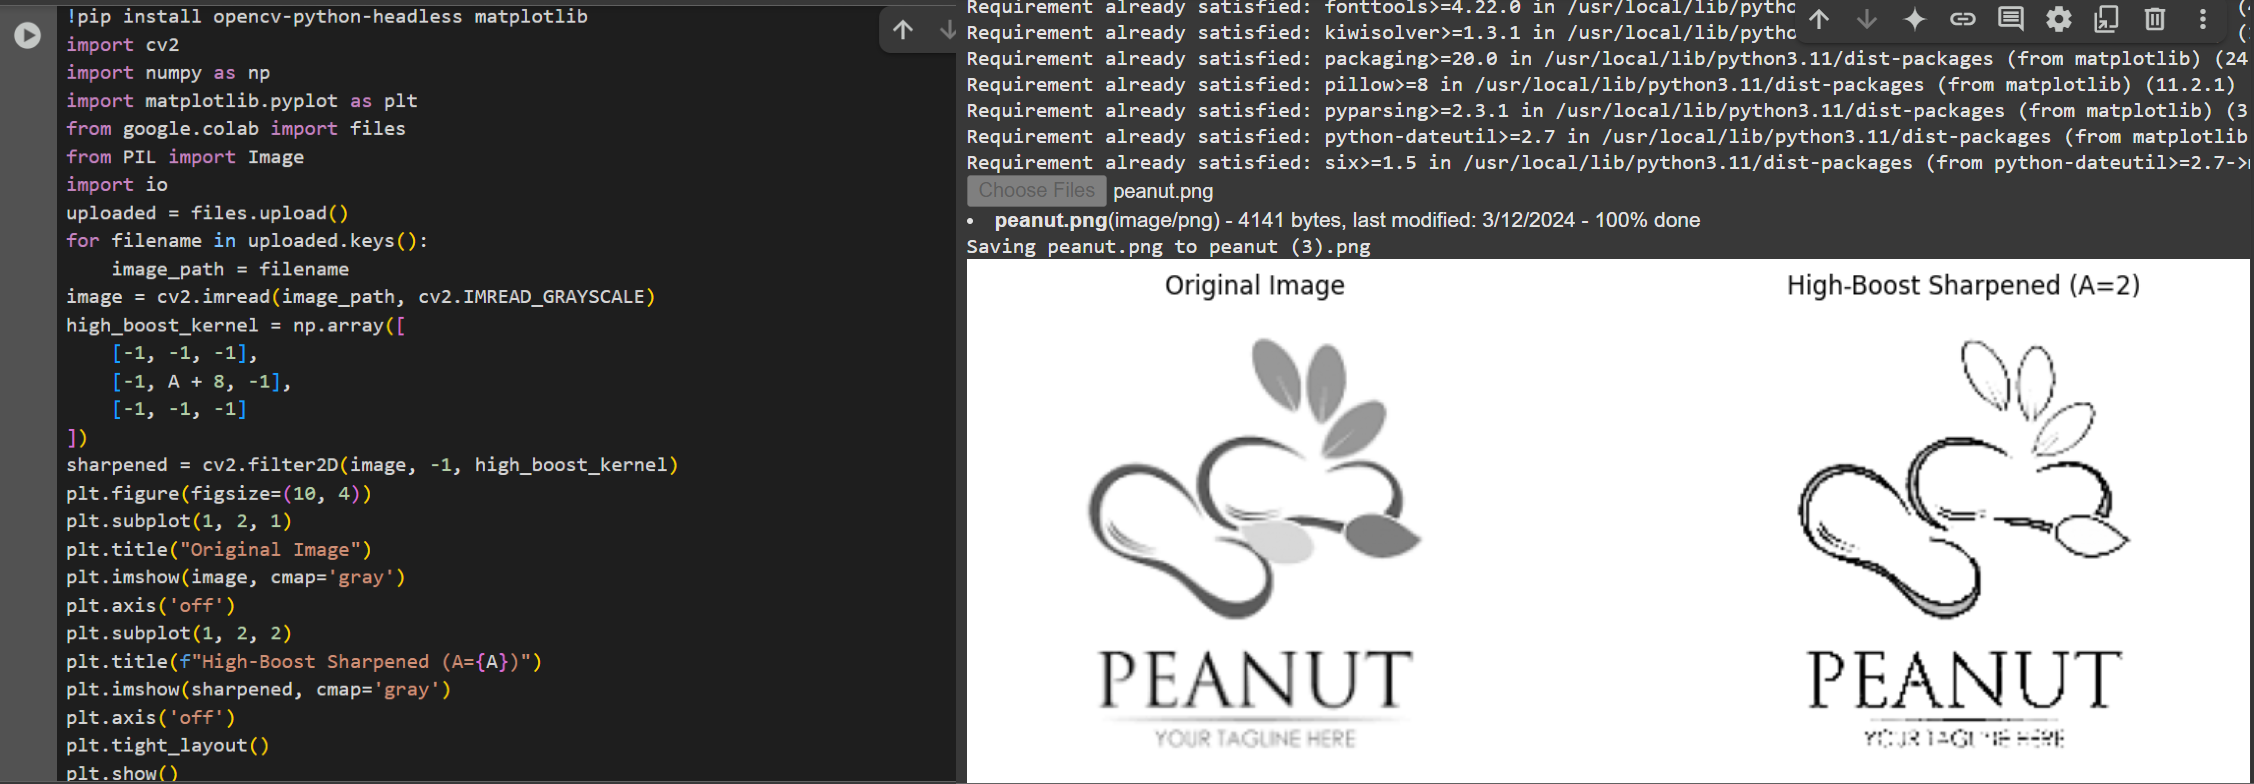 !pip install opencv-python-headless matplotlib
import cv2
import numpy as np
import matplotlib.pyplot as plt
from google.colab import files
from PIL import Image
import io
uploaded = files.upload()
for filename in uploaded.keys():
    image_path = filename
image = cv2.imread(image_path, cv2.IMREAD_GRAYSCALE)
high_boost_kernel = np.array([
    [-1, -1, -1],
    [-1, A + 8, -1],
    [-1, -1, -1]
])
sharpened = cv2.filter2D(image, -1, high_boost_kernel)
plt.figure(figsize=(10, 4))
plt.subplot(1, 2, 1)
plt.title("Original Image")
plt.imshow(image, cmap='gray')
plt.axis('off')
plt.subplot(1, 2, 2)
plt.title(f"High-Boost Sharpened (A={A})")
plt.imshow(sharpened, cmap='gray')
plt.axis('off')
plt.tight_layout()
plt.show()
Requirement already satisfied: fonttools>=4.22.0 in /usr/local/lib/pytho
Requirement already satisfied: kiwisolver>=1.3.1 in /usr/local/lib/pytho
Requirement already satisfied: packaging>=20.0 in /usr/local/lib/python3.11/dist-packages (from matplotlib) (24
Requirement already satisfied: pillow>=8 in /usr/local/lib/python3.11/dist-packages (from matplotlib) (11.2.1)
Requirement already satisfied: pyparsing>=2.3.1 in /usr/local/lib/python3.11/dist-packages (from matplotlib) (3
Requirement already satisfied: python-dateutil>=2.7 in /usr/local/lib/python3.11/dist-packages (from matplotlib
Requirement already satisfied: six>=1.5 in /usr/local/lib/python3.11/dist-packages (from python-dateutil>=2.7->
Choose Files peanut.png
• peanut.png(image/png) - 4141 bytes, last modified: 3/12/2024 - 100% done
Saving peanut.png to peanut (3).png
Original Image
PEANUT
YOUR TAGLINE HERE
High-Boost Sharpened (A=2)
PEANUT